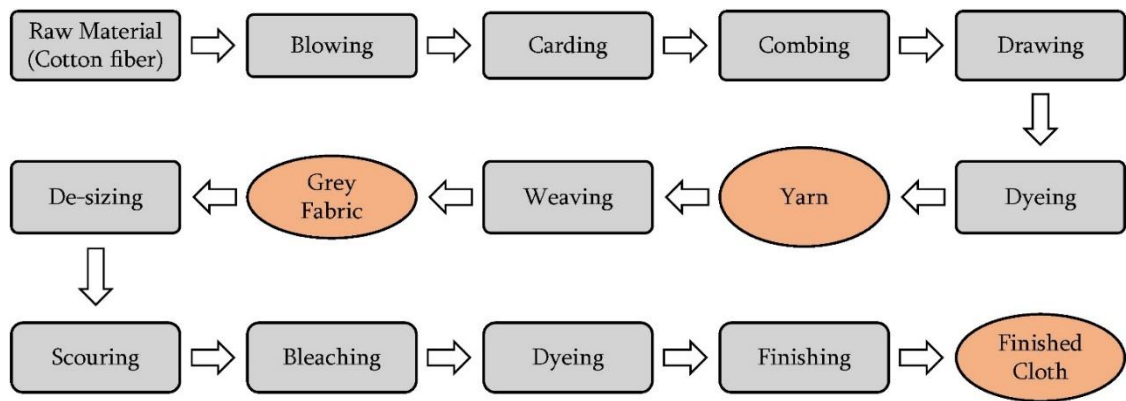 Raw Material
(Cotton fiber)
Blowing
Carding
Combing
Drawing
Dyeing
Yarn
Weaving
Grey
Fabric
De-sizing
Scouring
Bleaching
Dyeing
Finishing
Finished
Cloth